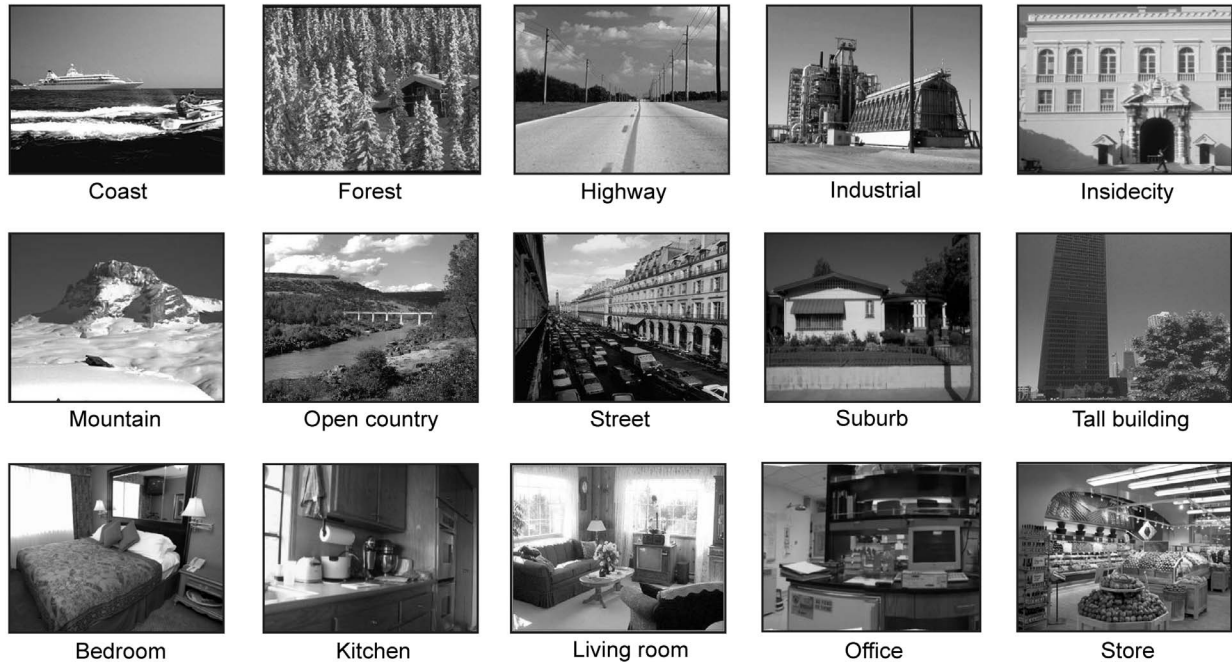 Coast
Forest
Highway
Industrial
Insidecity
Mountain
Open country
Street
Suburb
Tall building
Bedroom
Kitchen
Living room
Office
Store